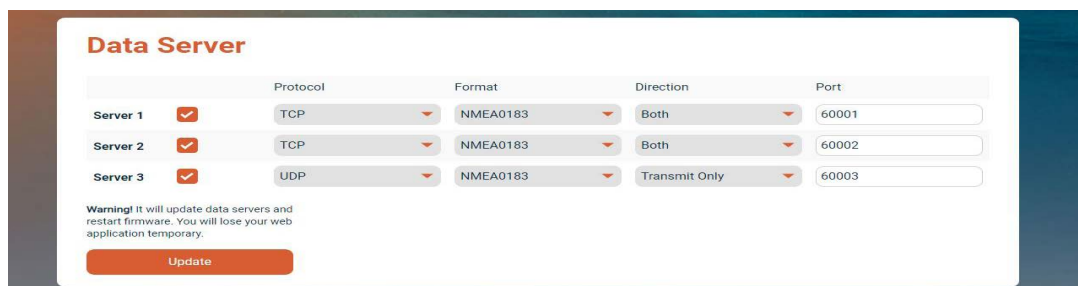 Data Server
Protocol Format Direction Port
Server 1 TCP NMEA0183 Both 60001
Server 2 TCP NMEA0183 Both 60002
Server 3 UDP NMEA0183 Transmit Only 60003
Warning! It will update data servers and
restart firmware. You will lose your web
application temporary.
Update